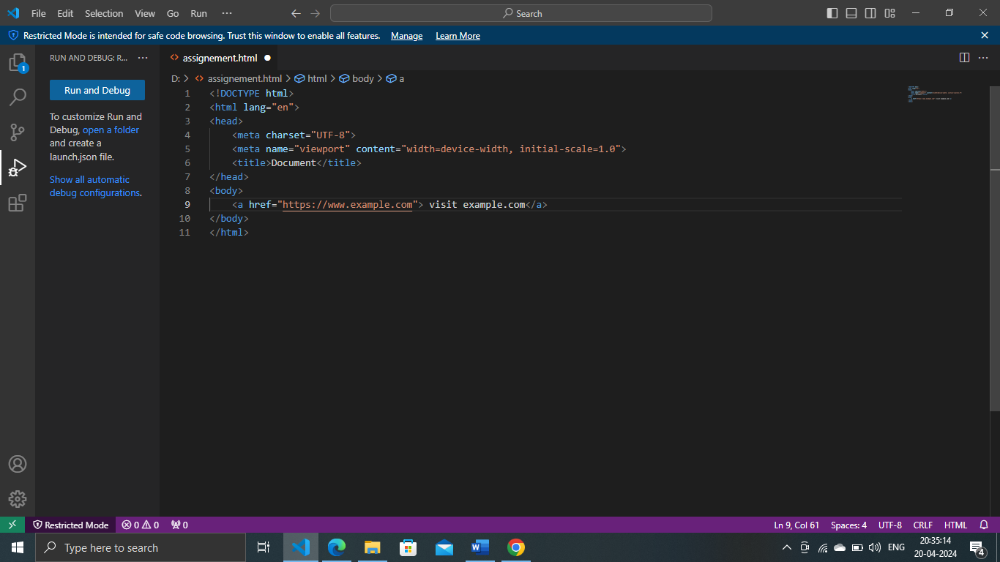 File Edit Selection View Go Run ··· Search
Restricted Mode is intended for safe code browsing. Trust this window to enable all features. Manage Learn More
1
RUN AND DEBUG: R... ···
Run and Debug
To customize Run and
Debug, open a folder
and create a
launch.json file.
Show all automatic
debug configurations.
assignement.html
D: > assignement.html > html > body > a
1 <!DOCTYPE html>
2 <html lang="en">
3 <head>
4 <meta charset="UTF-8">
5 <meta name="viewport" content="width=device-width, initial-scale=1.0">
6 <title>Document</title>
7 </head>
8 <body>
9 <a href="https://www.example.com"> visit example.com</a>
10 </body>
11 </html>
Restricted Mode 0 0 0 Ln 9, Col 61 Spaces: 4 UTF-8 CRLF HTML
Type here to search
W
ENG
20:35:14
20-04-2024
4